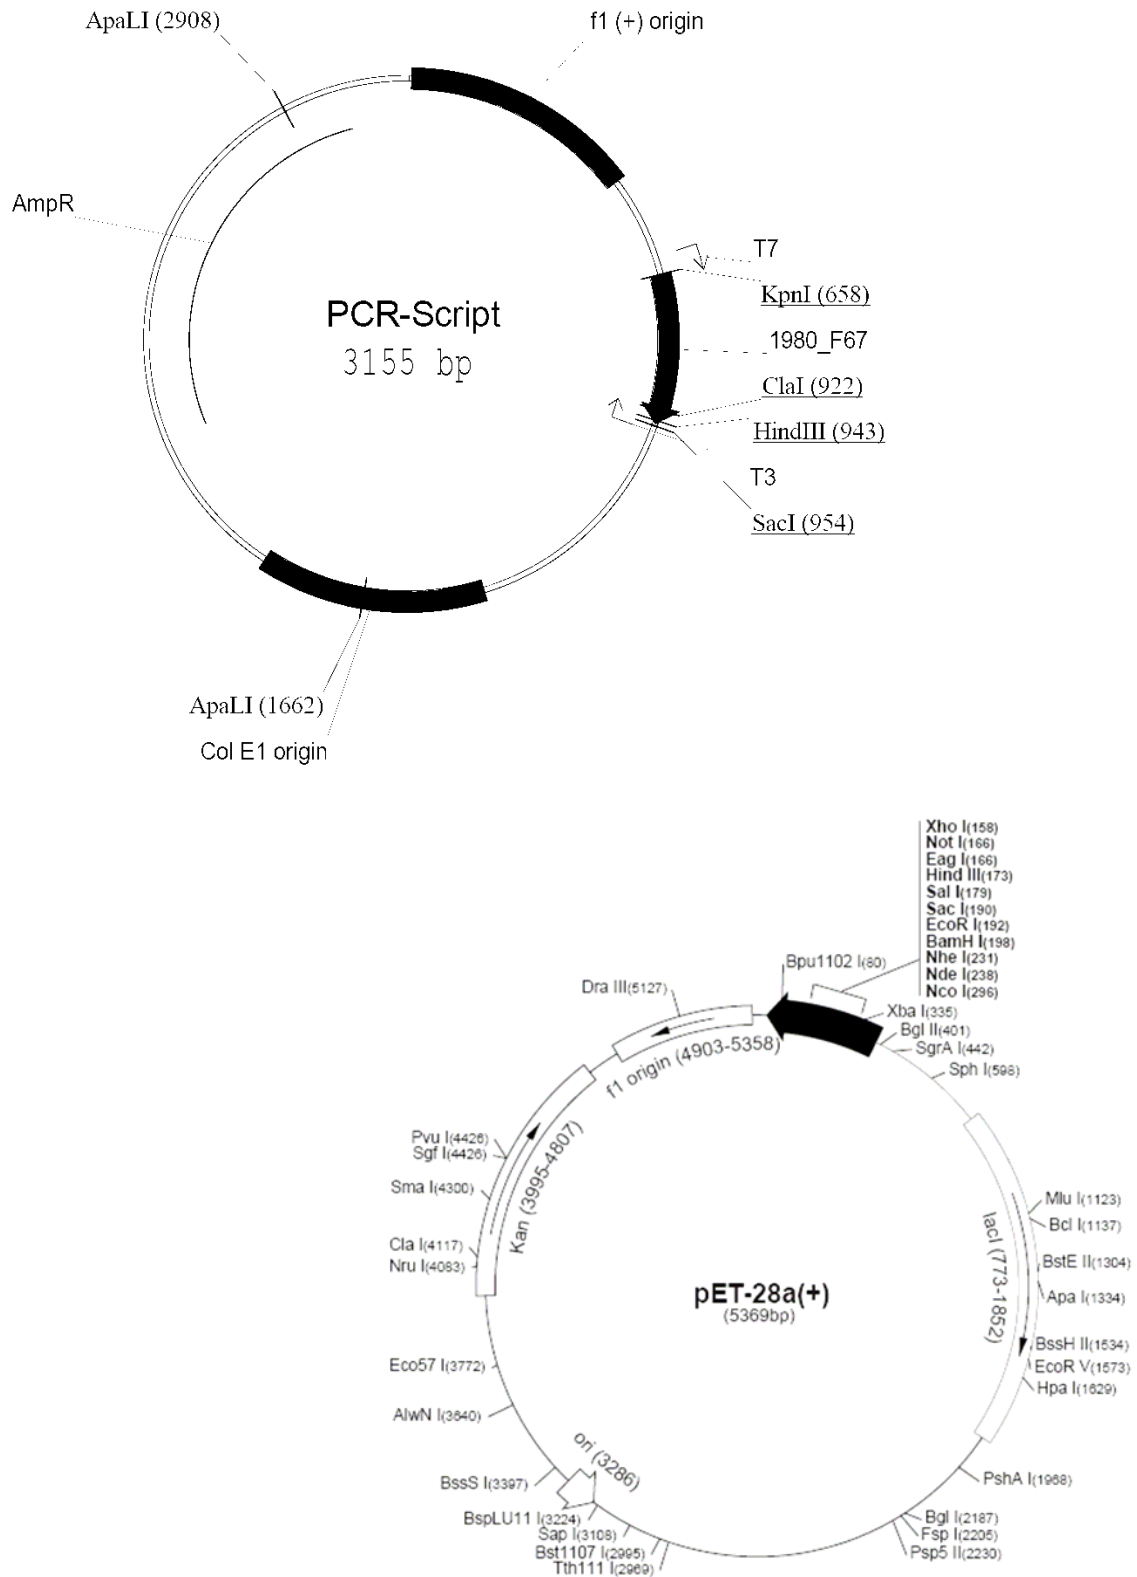 ApaLI (2908)
f1 (+) origin
AmpR
T7
KpnI (658)
PCR-Script
3155 bp
1980_F67
ClaI (922)
HindIII (943)
T3
SacI (954)
ApaLI (1662)
Col E1 origin
Xho I(158)
Not I(166)
Eag I(166)
Hind III(173)
Sal I(179)
Sac I(190)
EcoR I(192)
BamH I(198)
Nhe I(231)
Nde I(238)
Nco I(296)
Bpu1102 I(80)
Dra III(5127)
Xba I(335)
Bgl II(401)
SgrA I(442)
Sph I(598)
f1 origin (4903-5358)
Pvu I(4426)
Sgf I(4426)
Sma I(4300)
Kan (3995-4807)
Cla I(4117)
Nru I(4083)
Mlu I(1123)
Bcl I(1137)
BstE II(1304)
Apa I(1334)
lacI (773-1852)
pET-28a(+)
(5369bp)
BssH II(1534)
EcoR V(1573)
Hpa I(1629)
Eco57 I(3772)
AlwN I(3640)
ori (3286)
BssS I(3397)
PshA I(1968)
BspLU11 I(3224)
Sap I(3108)
Bst1107 I(2995)
Tth111 I(2969)
Bgl I(2187)
Fsp I(2205)
Psp5 II(2230)